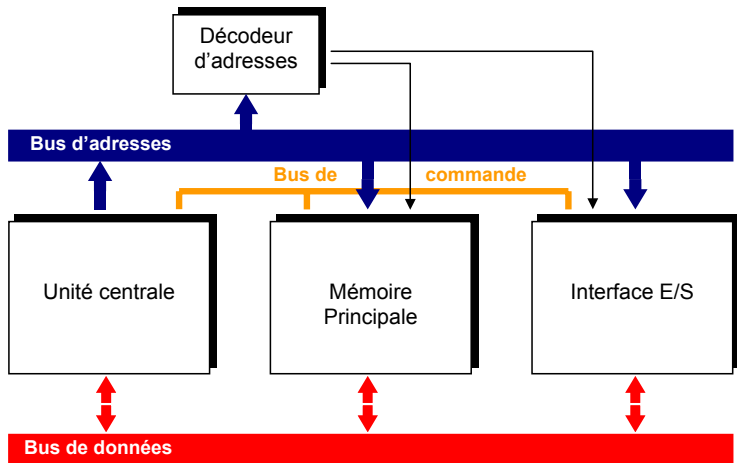 Décodeur
d'adresses
Bus d'adresses
Bus de commande
Unité centrale
Mémoire
Principale
Interface E/S
Bus de données